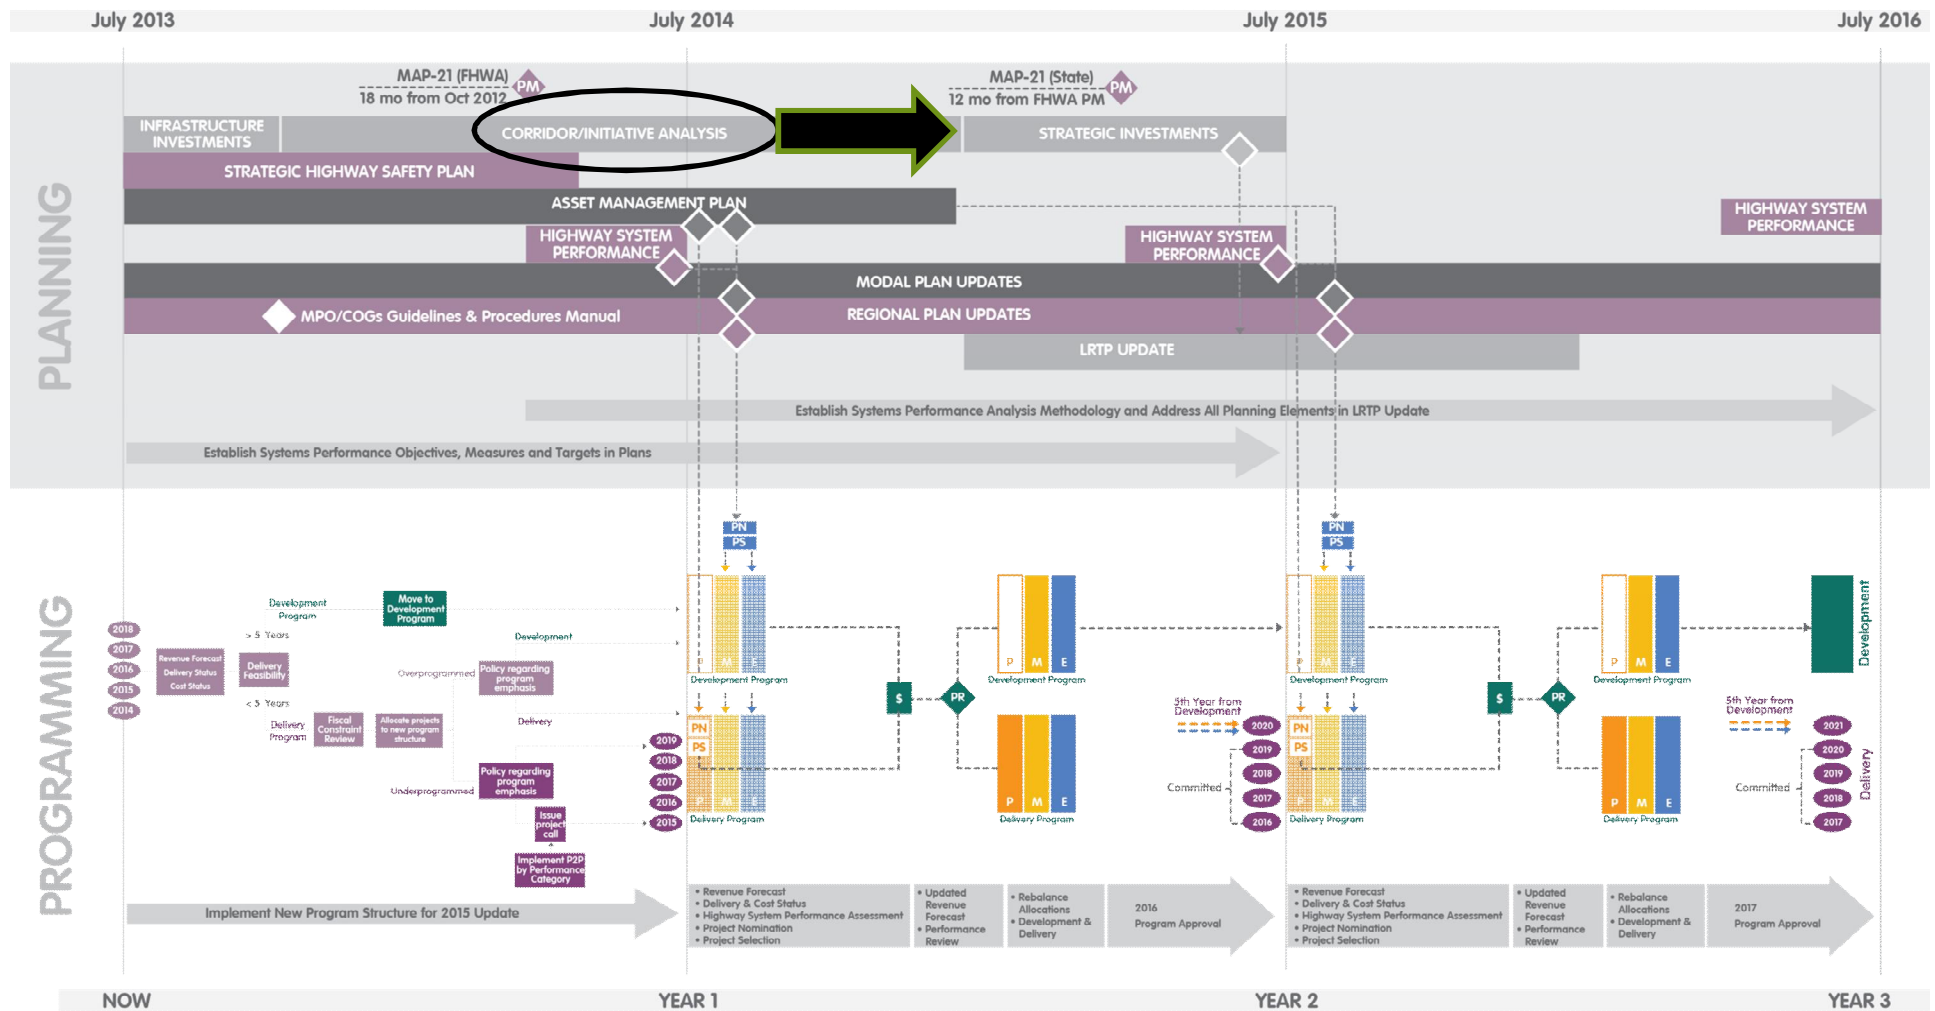 July 2013
July 2014
July 2015
July 2016
PLANNING
MAP-21 (FHWA)
18 mo from Oct 2012
PM
MAP-21 (State)
12 mo from FHWA PM
PM
INFRASTRUCTURE
INVESTMENTS
CORRIDOR/INITIATIVE ANALYSIS
STRATEGIC INVESTMENTS
STRATEGIC HIGHWAY SAFETY PLAN
ASSET MANAGEMENT PLAN
HIGHWAY SYSTEM
PERFORMANCE
HIGHWAY SYSTEM
PERFORMANCE
HIGHWAY SYSTEM
PERFORMANCE
MODAL PLAN UPDATES
MPO/COGs Guidelines & Procedures Manual
REGIONAL PLAN UPDATES
LRTP UPDATE
Establish Systems Performance Analysis Methodology and Address All Planning Elements in LRTP Update
Establish Systems Performance Objectives, Measures and Targets in Plans
PROGRAMMING
2018
2017
2016
2015
2014
Revenue Forecast
Delivery Status
Cost Status
Development
Program
> 5 Years
Delivery
Feasibility
< 5 Years
Delivery
Program
Move to
Development
Program
Fiscal
Constraint
Review
Allocate projects
to new program
structure
Overprogrammed
Underprogrammed
Development
Policy regarding
program
emphasis
Delivery
Policy regarding
program
emphasis
Issue
project
call
Implement P2P
by Performance
Category
2019
2018
2017
2016
2015
PN
PS
P M E
Development Program
PN
PS
P M E
Delivery Program
$
PR
P M E
Development Program
P M E
Delivery Program
5th Year from
Development
2020
2019
2018
2017
2016
Committed
PN
PS
P M E
Development Program
PN
PS
P M E
Delivery Program
$
PR
P M E
Development Program
P M E
Delivery Program
5th Year from
Development
Committed
2021
2020
2019
2018
2017
Development
Delivery
Implement New Program Structure for 2015 Update
• Revenue Forecast
• Delivery & Cost Status
• Highway System Performance Assessment
• Project Nomination
• Project Selection
• Updated
Revenue
Forecast
• Performance
Review
• Rebalance
Allocations
• Development &
Delivery
2016
Program Approval
• Revenue Forecast
• Delivery & Cost Status
• Highway System Performance Assessment
• Project Nomination
• Project Selection
• Updated
Revenue
Forecast
• Performance
Review
• Rebalance
Allocations
• Development &
Delivery
2017
Program Approval
NOW
YEAR 1
YEAR 2
YEAR 3